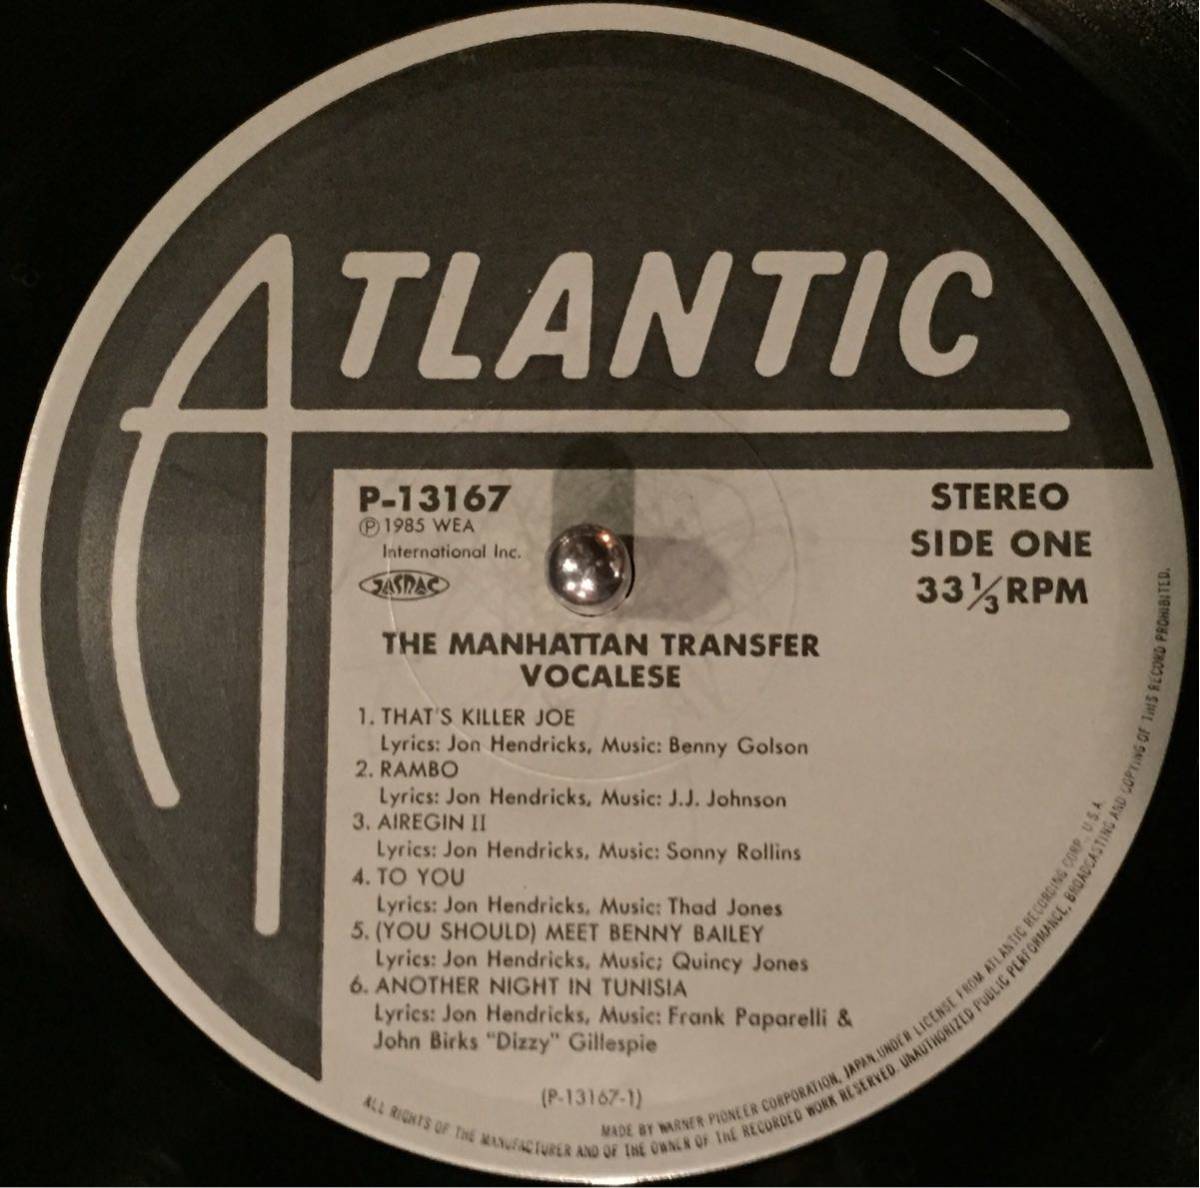 ATLANTIC
P-13167
℗1985 WEA
International Inc.
JASRAC
STEREO
SIDE ONE
33 1/3 RPM
THE MANHATTAN TRANSFER
VOCALESE
1. THAT'S KILLER JOE
Lyrics: Jon Hendricks, Music: Benny Golson
2. RAMBO
Lyrics: Jon Hendricks, Music: J.J. Johnson
3. AIREGIN II
Lyrics: Jon Hendricks, Music: Sonny Rollins
4. TO YOU
Lyrics: Jon Hendricks, Music: Thad Jones
5. (YOU SHOULD) MEET BENNY BAILEY
Lyrics: Jon Hendricks, Music; Quincy Jones
6. ANOTHER NIGHT IN TUNISIA
Lyrics: Jon Hendricks, Music: Frank Paparelli &
John Birks "Dizzy" Gillespie
(P-13167-1)
MADE BY WARNER PIONEER CORPORATION, JAPAN, UNDER LICENSE FROM ATLANTIC RECORDING CORP., U.S.A.
ALL RIGHTS OF THE MANUFACTURER AND OF THE OWNER OF THE RECORDED WORK RESERVED. UNAUTHORIZED PUBLIC PERFORMANCE, BROADCASTING AND COPYING OF THIS RECORD PROHIBITED.